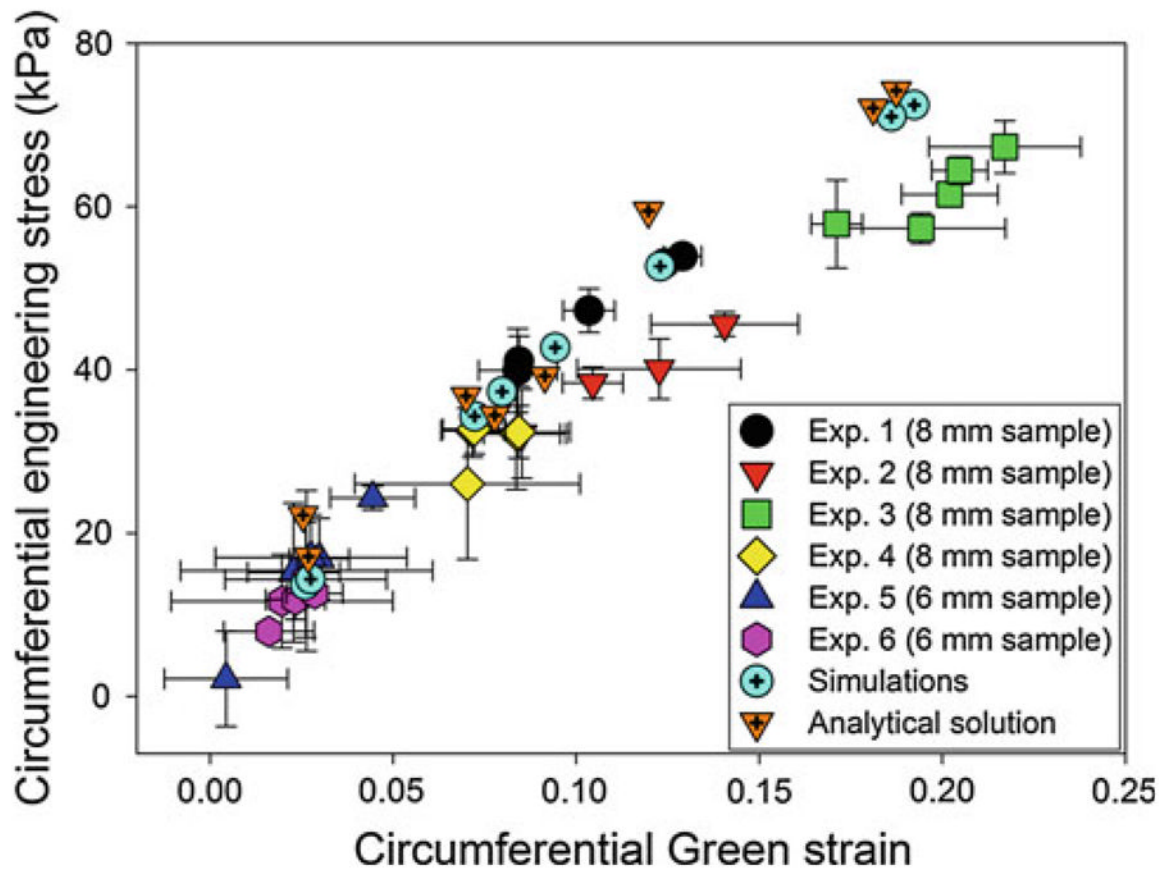 Circumferential engineering stress (kPa)
80
60
40
20
0
Exp. 1 (8 mm sample)
Exp. 2 (8 mm sample)
Exp. 3 (8 mm sample)
Exp. 4 (8 mm sample)
Exp. 5 (6 mm sample)
Exp. 6 (6 mm sample)
Simulations
Analytical solution
0.00 0.05 0.10 0.15 0.20 0.25
Circumferential Green strain